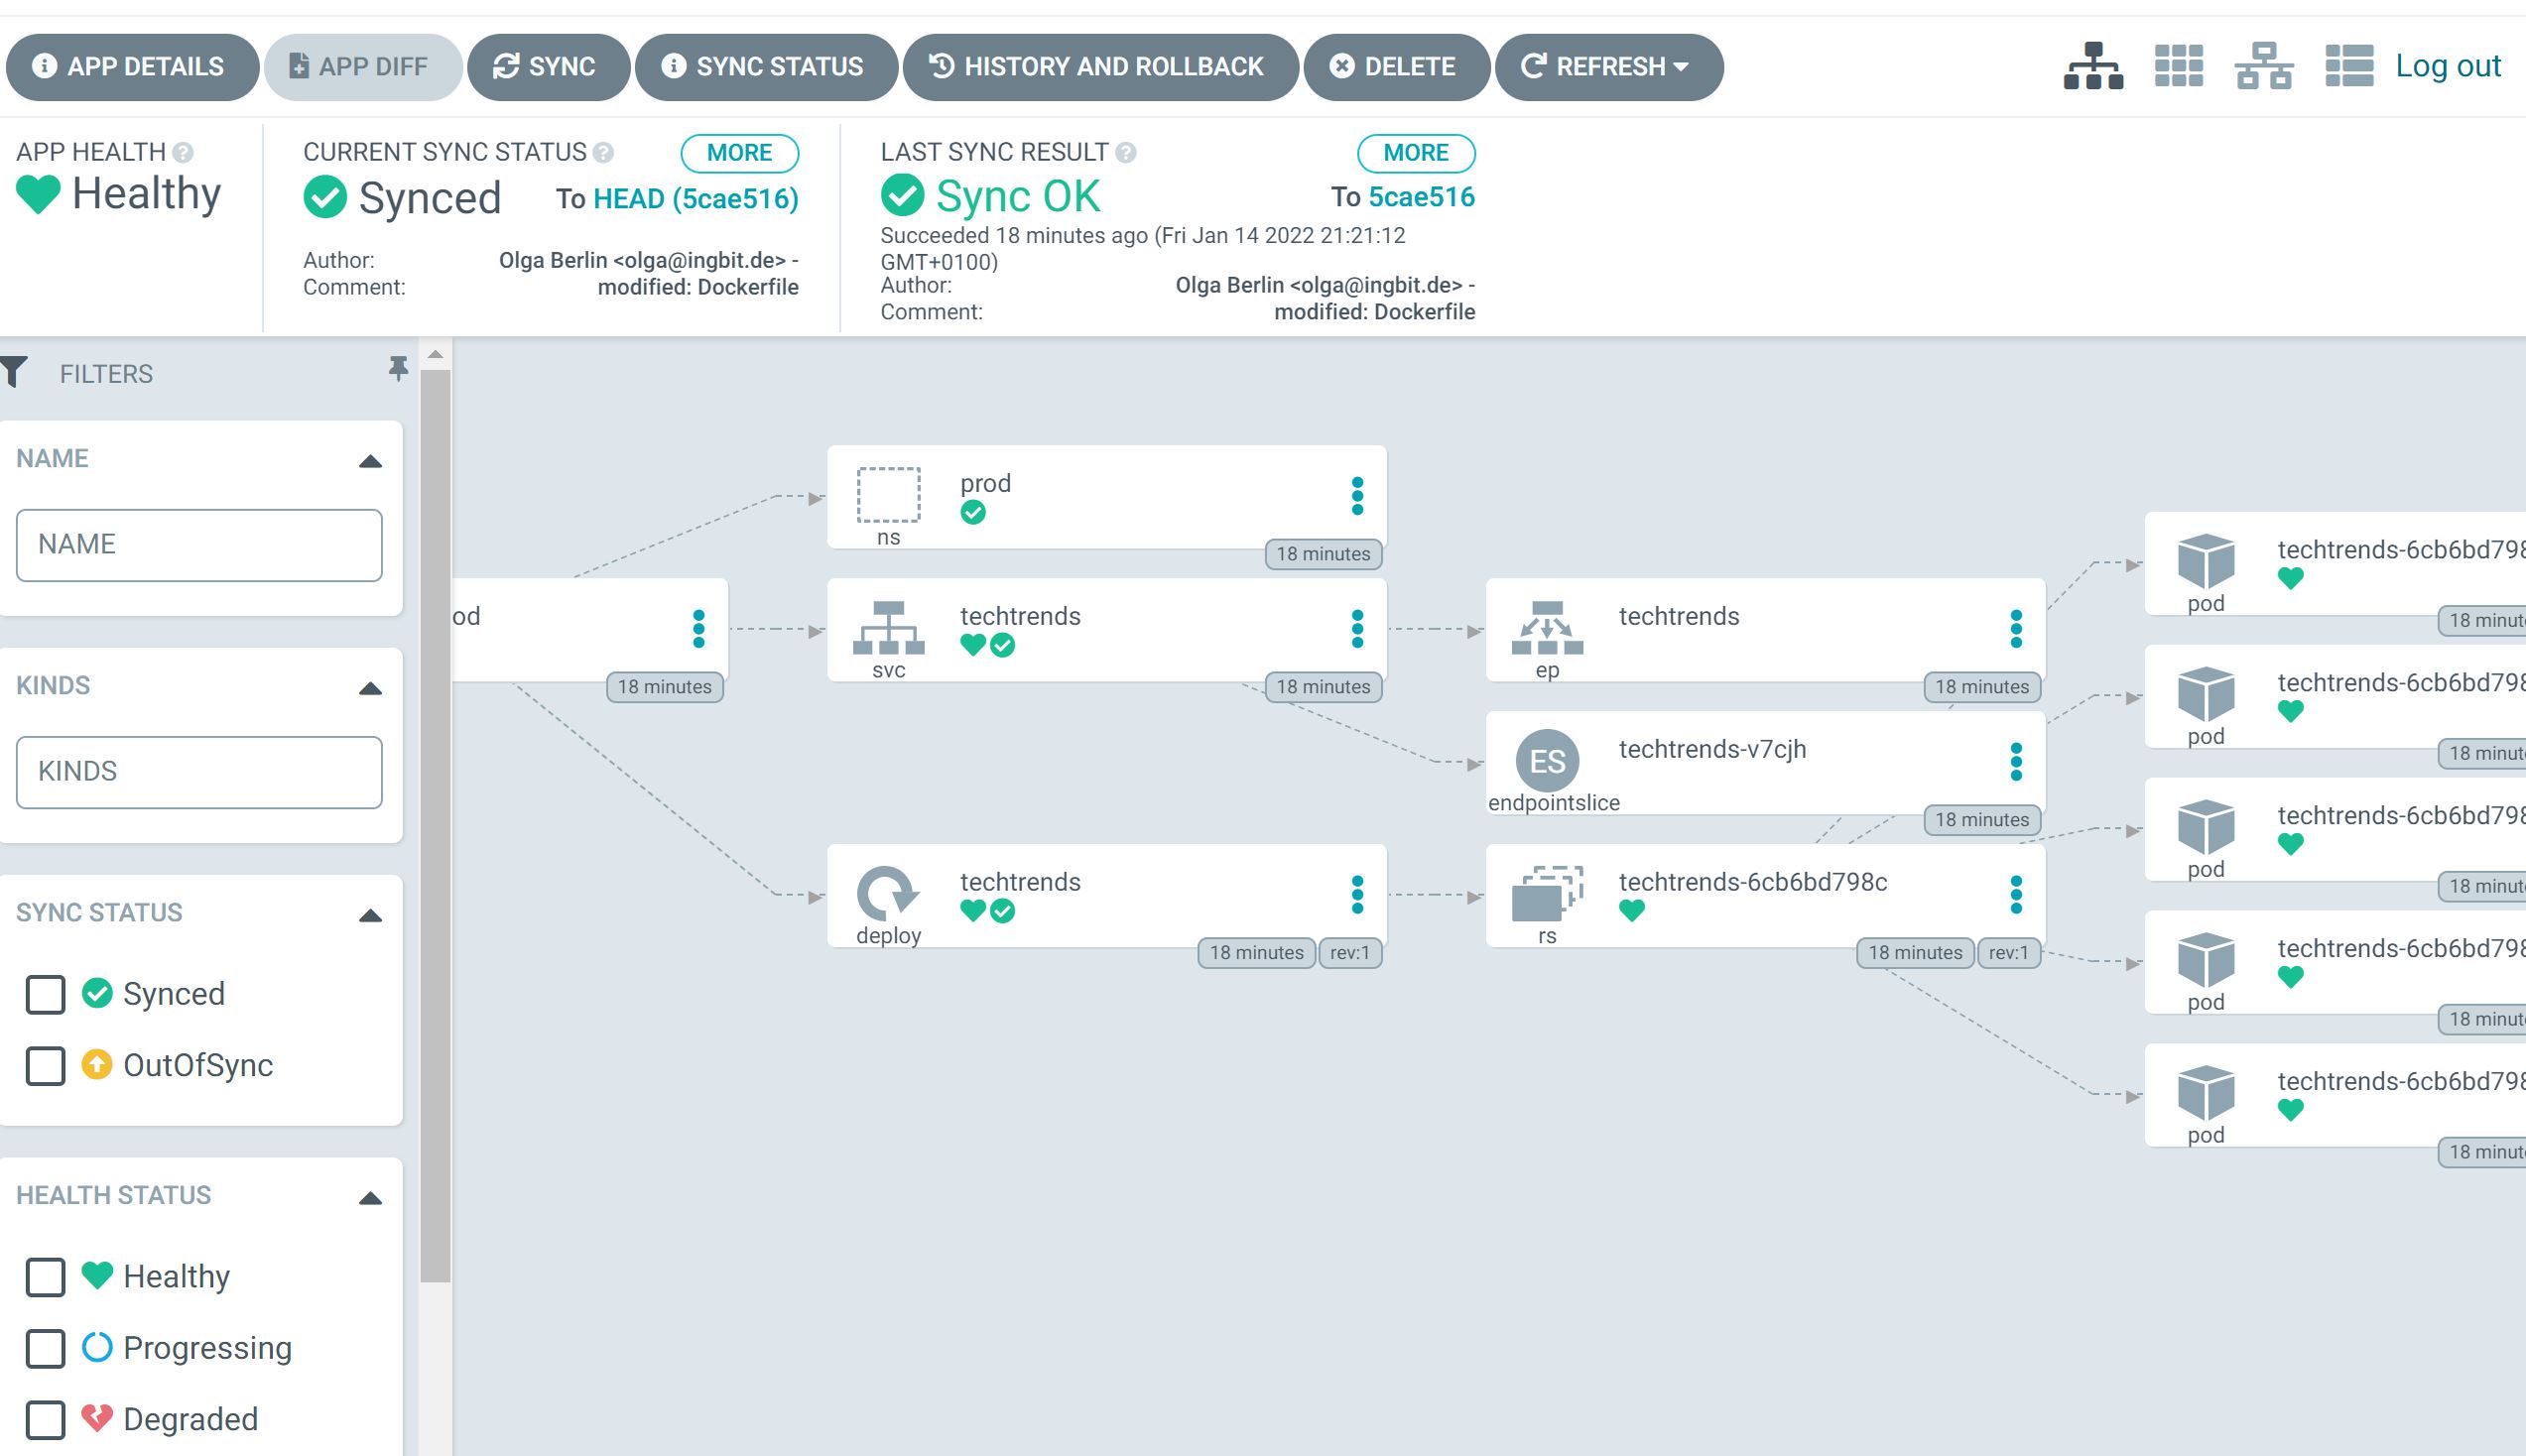 APP DETAILS
APP DIFF
SYNC
SYNC STATUS
HISTORY AND ROLLBACK
DELETE
REFRESH
Log out
APP HEALTH
Healthy
CURRENT SYNC STATUS
MORE
Synced
To HEAD (5cae516)
Author:
Olga Berlin <olga@ingbit.de> -
Comment:
modified: Dockerfile
LAST SYNC RESULT
MORE
Sync OK
To 5cae516
Succeeded 18 minutes ago (Fri Jan 14 2022 21:21:12
GMT+0100)
Author:
Olga Berlin <olga@ingbit.de> -
Comment:
modified: Dockerfile
FILTERS
NAME
NAME
KINDS
KINDS
SYNC STATUS
Synced
OutOfSync
HEALTH STATUS
Healthy
Progressing
Degraded
od
18 minutes
prod
ns
18 minutes
techtrends
svc
18 minutes
techtrends
deploy
18 minutes
rev:1
techtrends
ep
18 minutes
ES
techtrends-v7cjh
endpointslice
18 minutes
techtrends-6cb6bd798c
rs
18 minutes
rev:1
techtrends-6cb6bd798
pod
18 minut
techtrends-6cb6bd798
pod
18 minut
techtrends-6cb6bd798
pod
18 minut
techtrends-6cb6bd798
pod
18 minut
techtrends-6cb6bd798
pod
18 minut